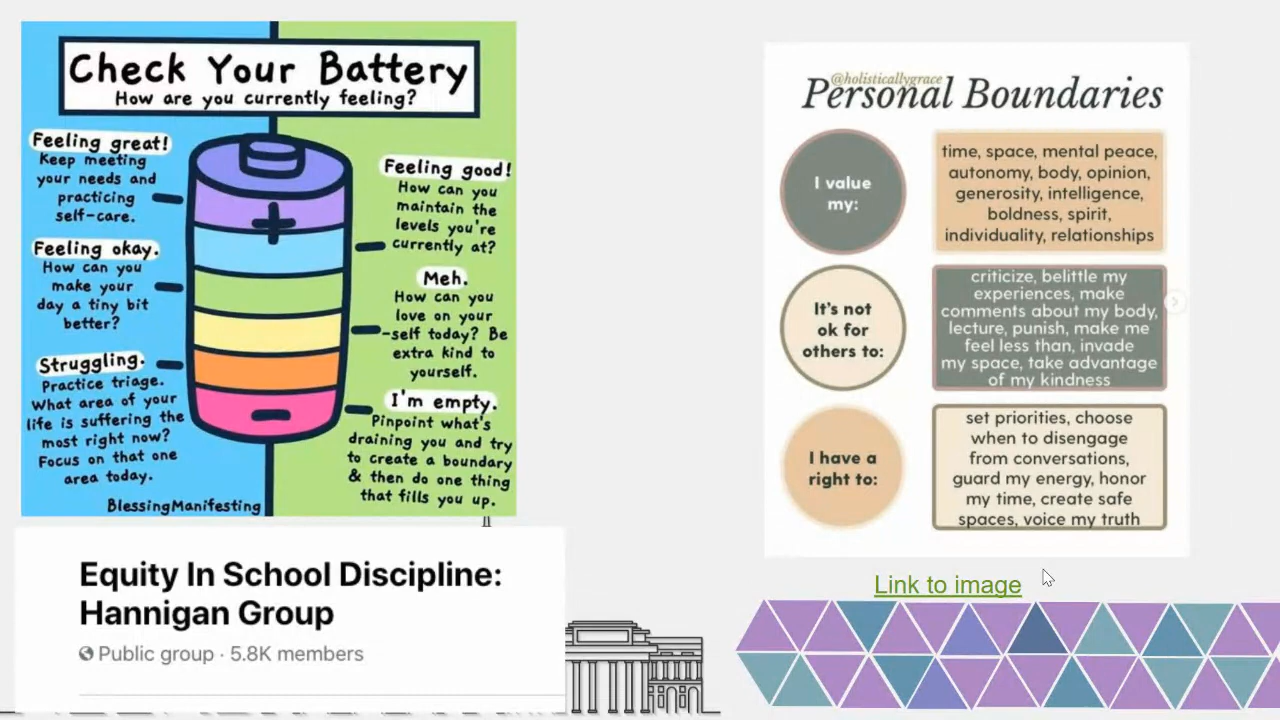 Check Your Battery
How are you currently feeling?
Feeling great!
Keep meeting
your needs and
practicing
self-care.
Feeling good!
How can you
maintain the
levels you're
currently at?
Feeling okay.
How can you
make your
day a tiny bit
better?
Meh.
How can you
love on your
-self today? Be
extra kind to
yourself.
Struggling.
Practice triage.
What area of your
life is suffering the
most right now?
Focus on that one
area today.
I'm empty.
Pinpoint what's
draining you and try
to create a boundary
& then do one thing
that fills you up.
BlessingManifesting
Equity In School Discipline:
Hannigan Group
Public group · 5.8K members
@holisticallygrace
Personal Boundaries
I value
my:
time, space, mental peace,
autonomy, body, opinion,
generosity, intelligence,
boldness, spirit,
individuality, relationships
It's not
ok for
others to:
criticize, belittle my
experiences, make
comments about my body,
lecture, punish, make me
feel less than, invade
my space, take advantage
of my kindness
I have a
right to:
set priorities, choose
when to disengage
from conversations,
guard my energy, honor
my time, create safe
spaces, voice my truth
Link to image